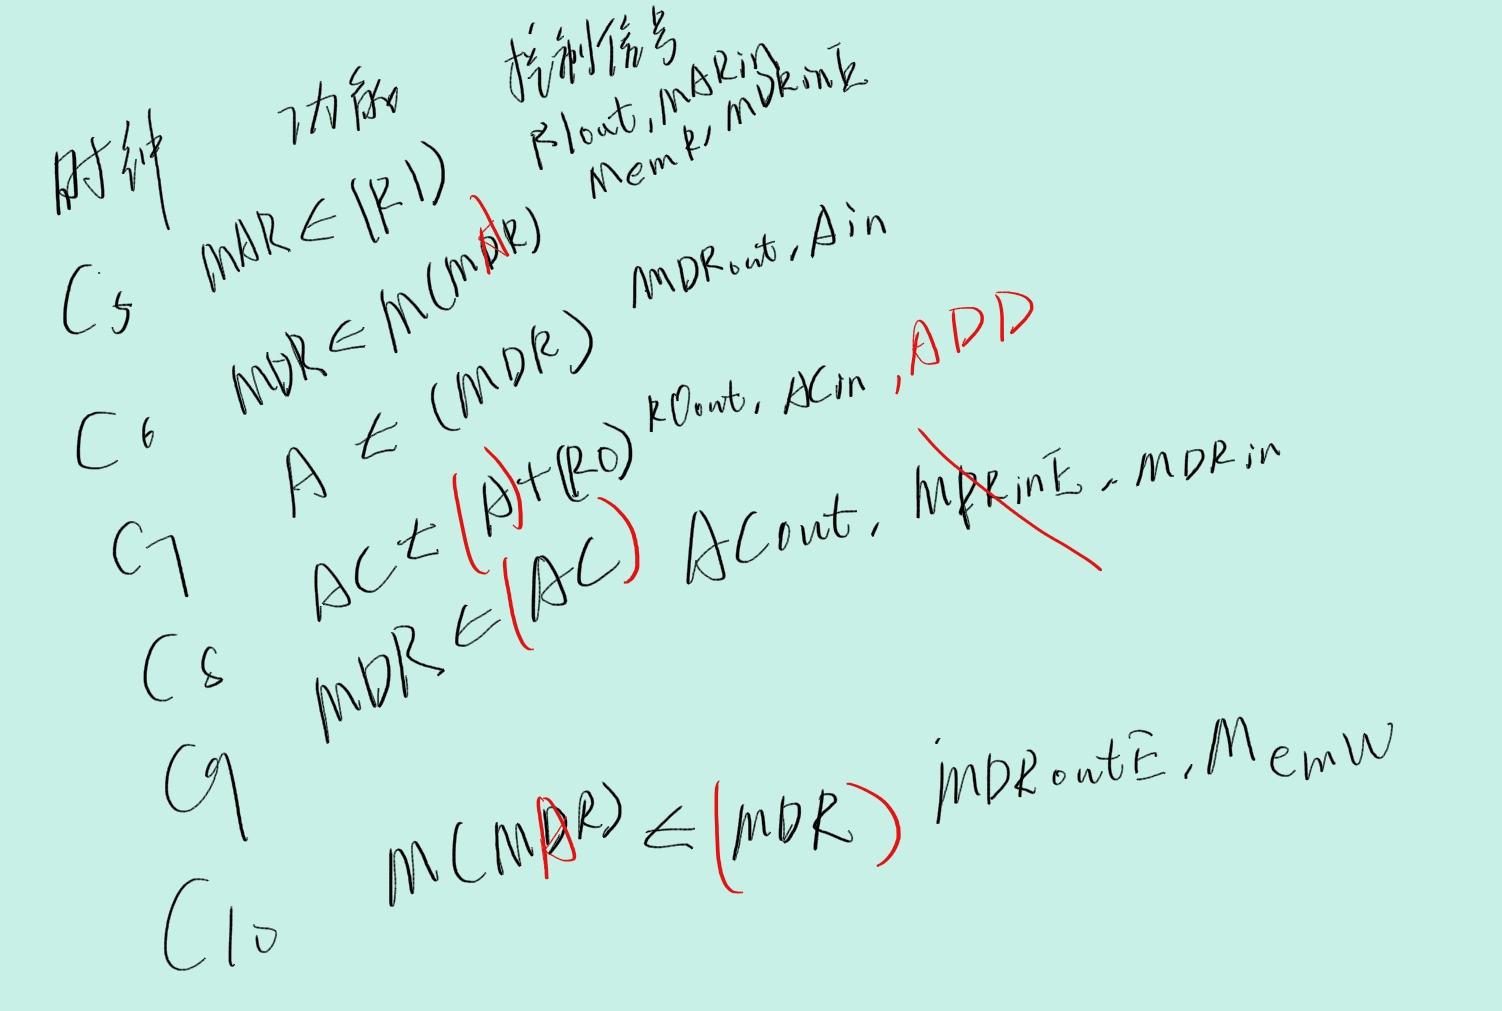 时钟 功能 控制信号
C5 MAR ← (R1) R1out, MARin
C6 MDR ← M(MAR) MemR, MDRinE
C7 A ← (MDR) MDRout, Ain
C8 AC ← (A)+(R0) R0out, ACin, ADD
C9 MDR ← (AC) ACout, MDRinE, MDRin
C10 M(MAR) ← (MDR) MDRoutE, MemW